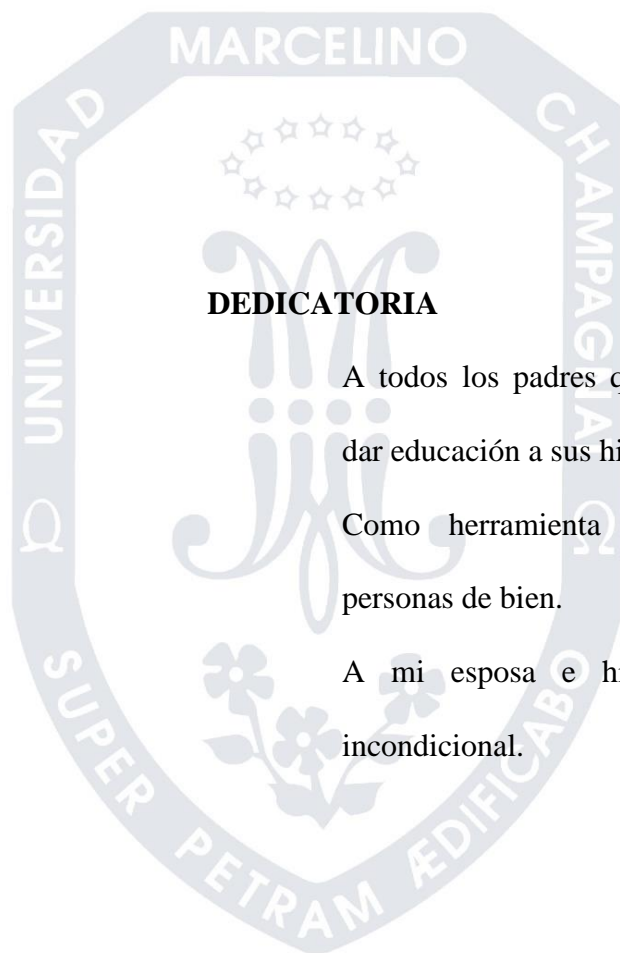 UNIVERSIDAD
MARCELINO
CHAMPAGNAT
DEDICATORIA
A todos los padres
dar educación a sus
Como herramienta
personas de bien.
A mi esposa e
incondicional.
SUPER PETRAM ÆDIFICABO